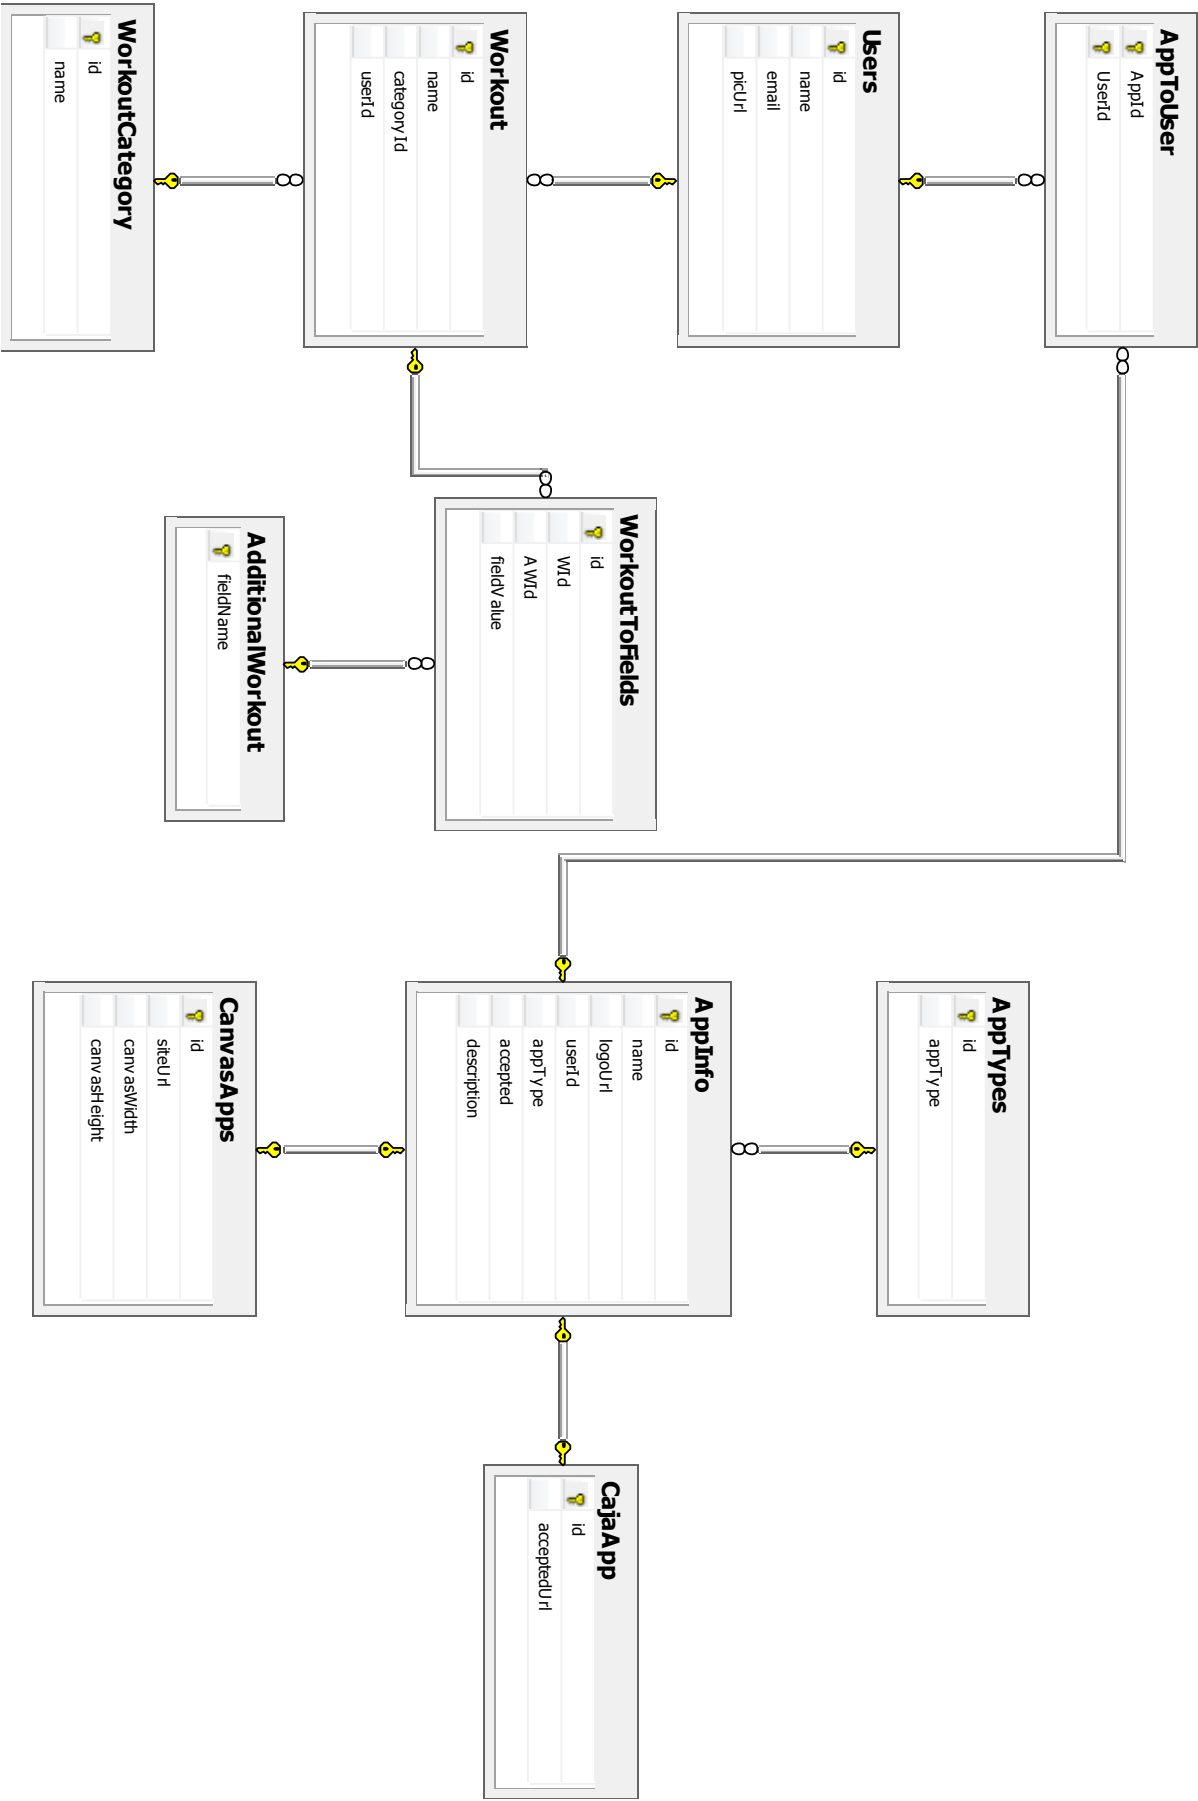 AppToUser
AppId
UserId
Users
id
name
email
picUrl
Workout
id
name
categoryId
userId
WorkoutCategory
id
name
WorkoutToFields
id
WId
AWId
fieldValue
AdditionalWorkout
fieldName
AppTypes
id
appType
AppInfo
id
name
logoUrl
userId
appType
accepted
description
CanvasApps
id
siteUrl
canvasWidth
canvasHeight
CajaApp
id
acceptedUrl